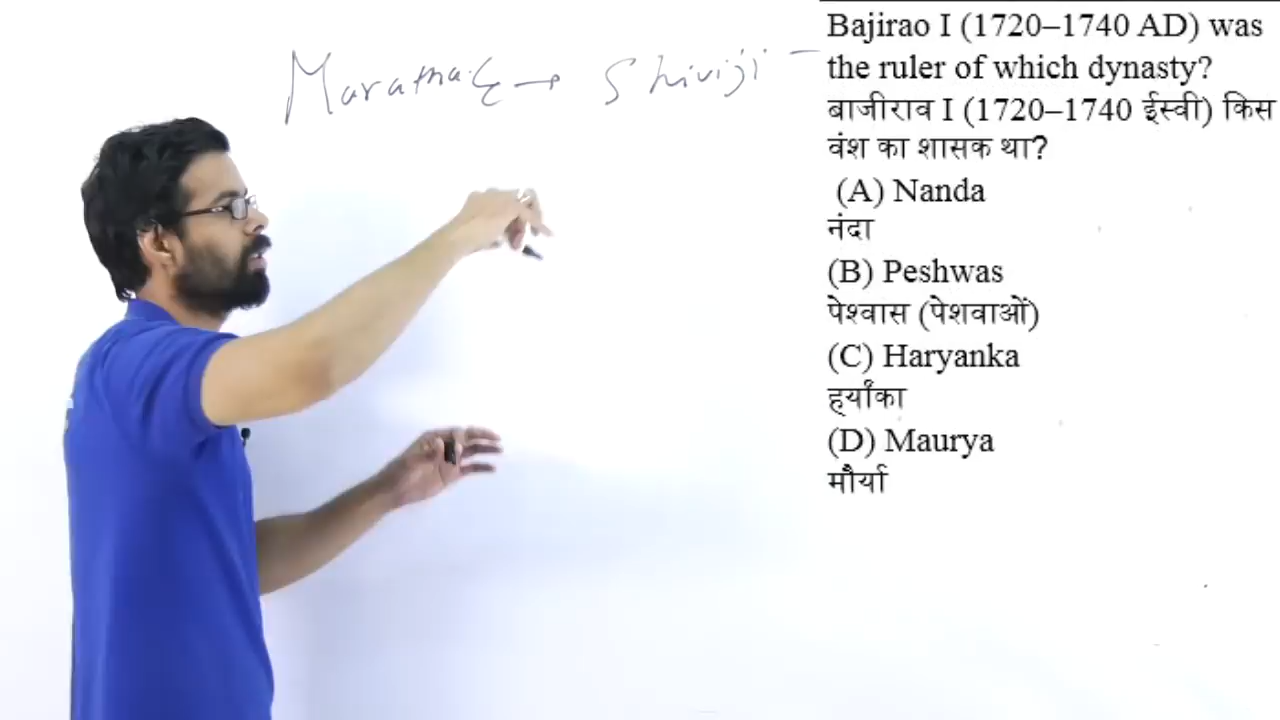 Marathas → Shiviji –
Bajirao I (1720–1740 AD) was
the ruler of which dynasty?
बाजीराव I (1720–1740 ईस्वी) किस
वंश का शासक था?
(A) Nanda
नंदा
(B) Peshwas
पेश्वास (पेशवाओं)
(C) Haryanka
हर्यांका
(D) Maurya
मौर्या